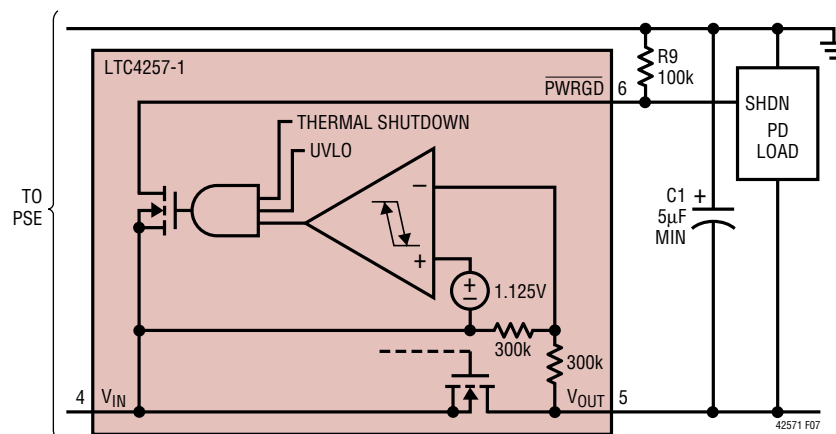 LTC4257-1
PWRGD
6
R9
100k
THERMAL SHUTDOWN
UVLO
SHDN
PD
LOAD
TO
PSE
–
+
C1
5µF
MIN
+
+
–
1.125V
300k
300k
4
VIN
VOUT
5
42571 F07